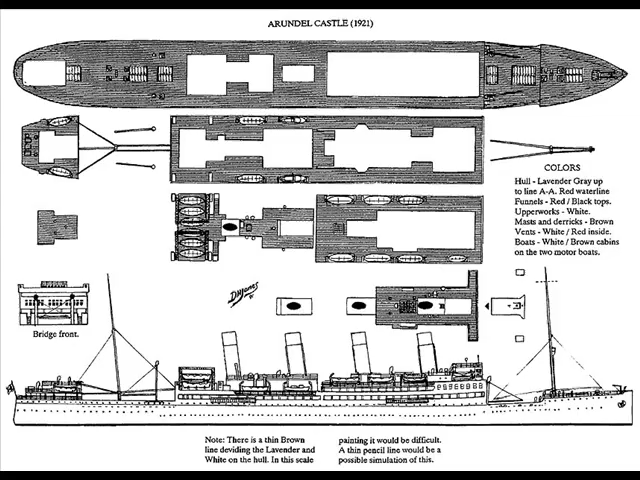 ARUNDEL CASTLE (1921)
COLORS
Hull - Lavender Gray up
to line A-A. Red waterline
Funnels - Red / Black tops.
Upperworks - White.
Masts and derricks - Brown
Vents - White / Red inside.
Boats - White / Brown cabins
on the two motor boats.
Bridge front.
Note: There is a thin Brown
line deviding the Lavender and
White on the hull. In this scale
painting it would be difficult.
A thin pencil line would be a
possible simulation of this.